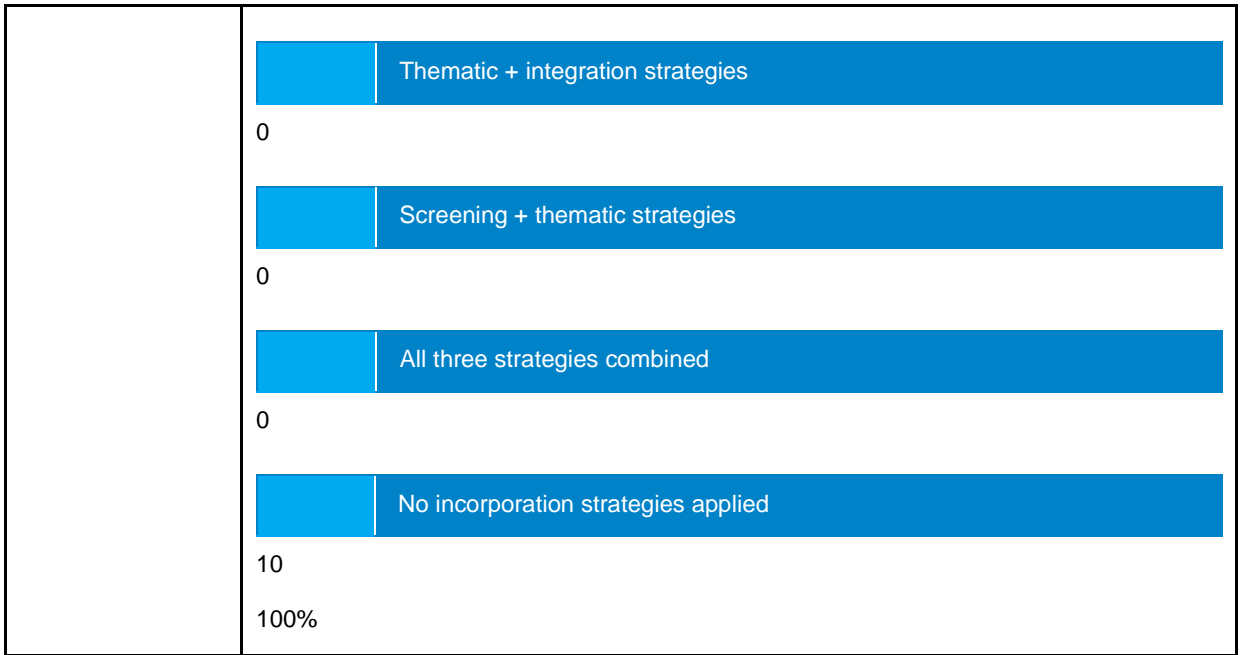 Thematic + integration strategies
0
Screening + thematic strategies
0
All three strategies combined
0
No incorporation strategies applied
10
100%